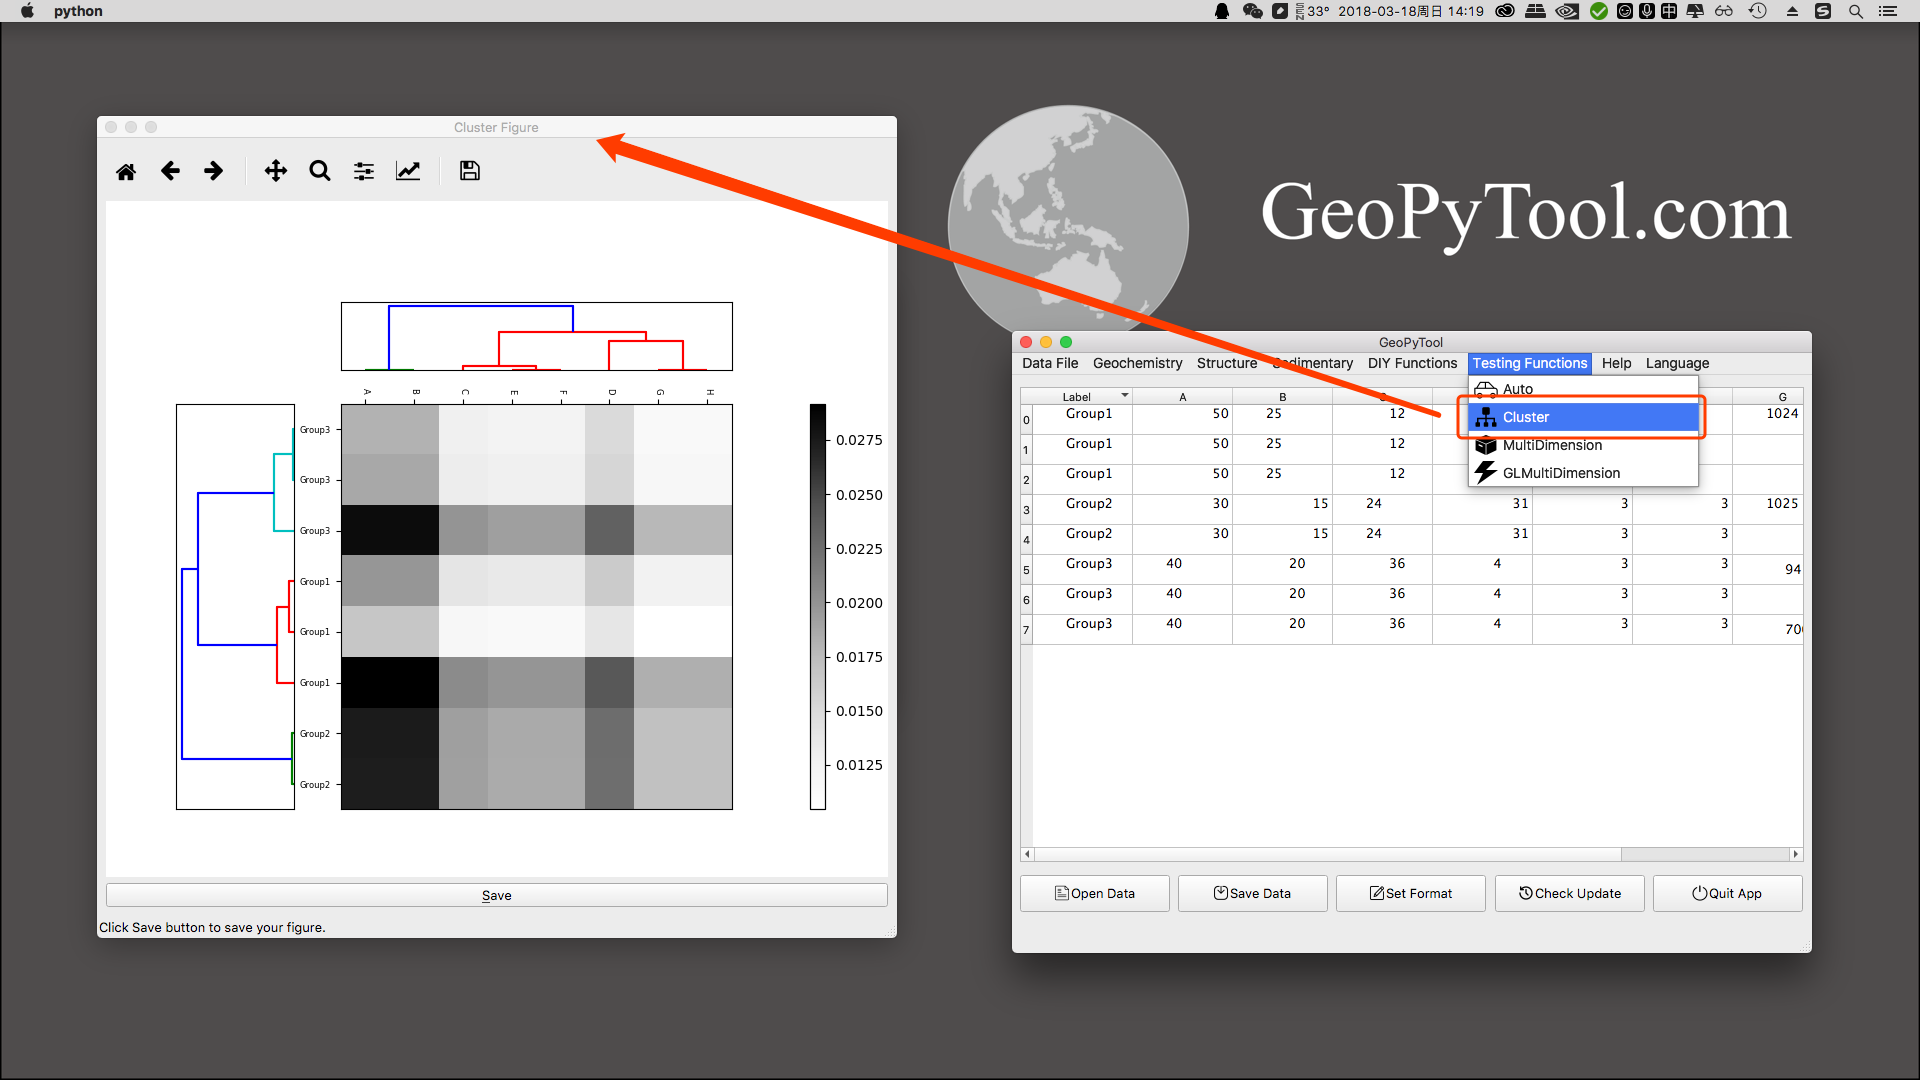 python
33° 2018-03-18周日 14:19
GeoPyTool.com
Cluster Figure
A B C E F D G H
Group3
Group3
Group3
Group1
Group1
Group1
Group2
Group2
0.0275
0.0250
0.0225
0.0200
0.0175
0.0150
0.0125
Save
Click Save button to save your figure.
GeoPyTool
Data File Geochemistry Structure Sedimentary DIY Functions Testing Functions Help Language
Auto
Cluster
MultiDimension
GLMultiDimension
Label A B G
0 Group1 50 25 12 1024
1 Group1 50 25 12
2 Group1 50 25 12
3 Group2 30 15 24 31 3 3 1025
4 Group2 30 15 24 31 3 3
5 Group3 40 20 36 4 3 3 94
6 Group3 40 20 36 4 3 3
7 Group3 40 20 36 4 3 3 70
Open Data Save Data Set Format Check Update Quit App